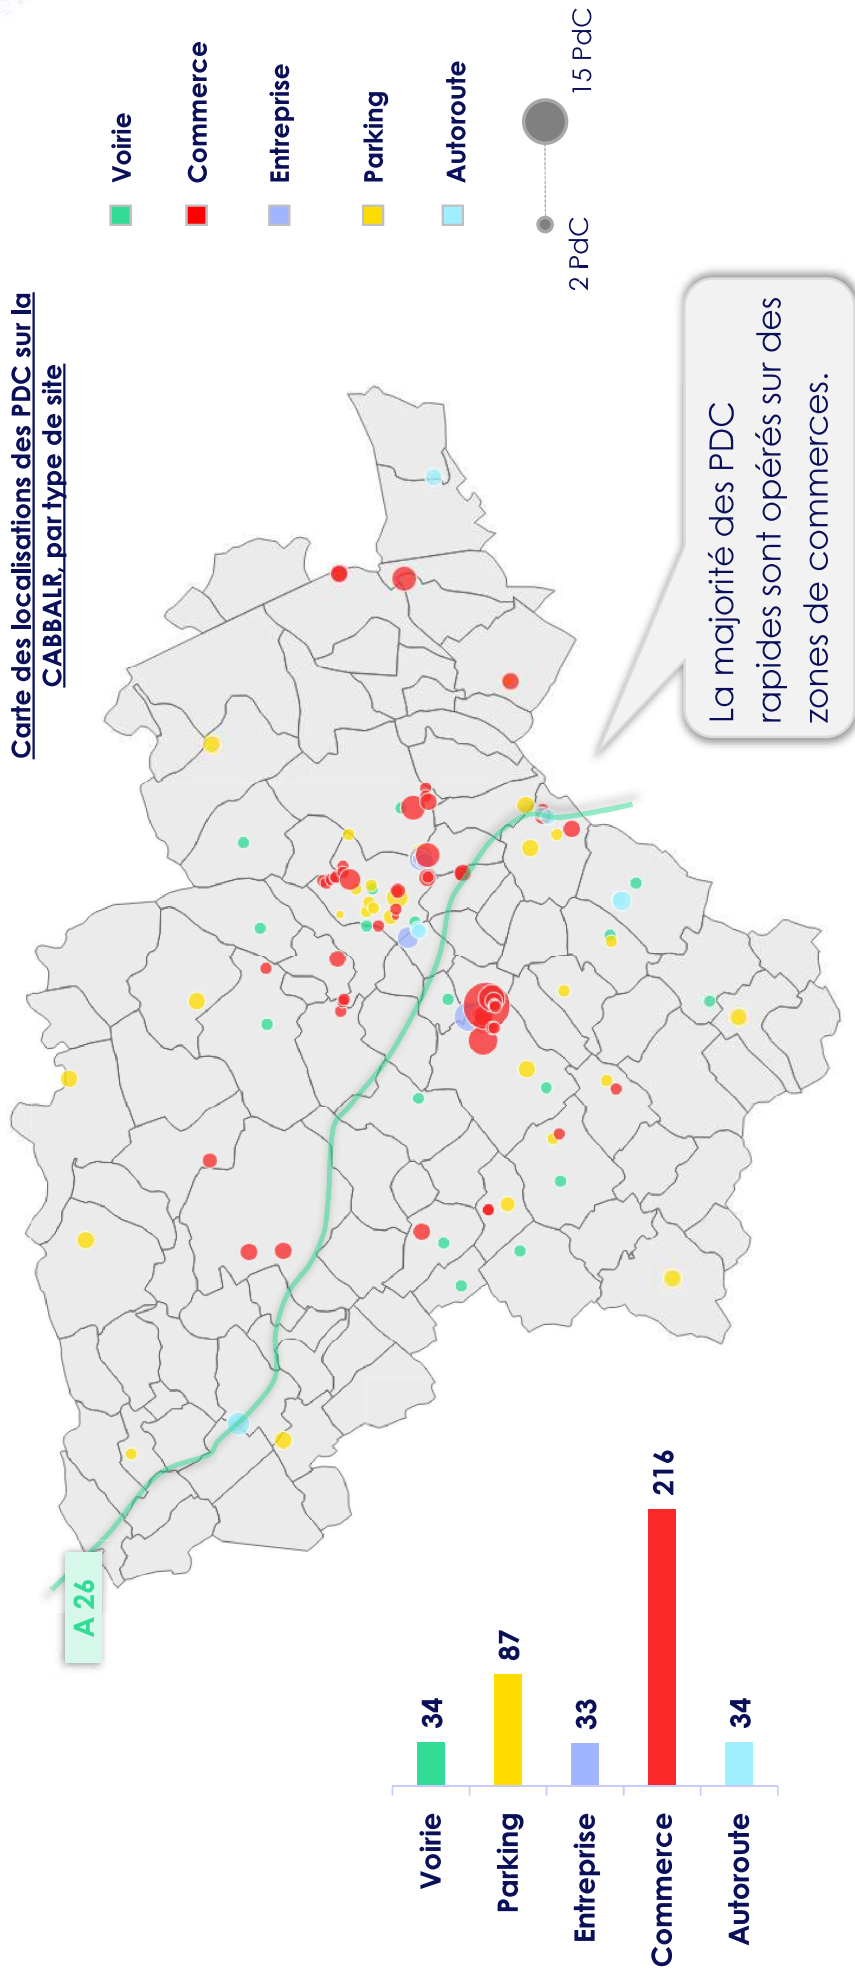 Carte des localisations des PDC sur la
CABBALR, par type de site
Voirie
Commerce
Entreprise
Parking
Autoroute
2 PdC
15 PdC
A 26
La majorité des PDC
rapides sont opérés sur des
zones de commerces.
Voirie
34
Parking
87
Entreprise
33
Commerce
216
Autoroute
34